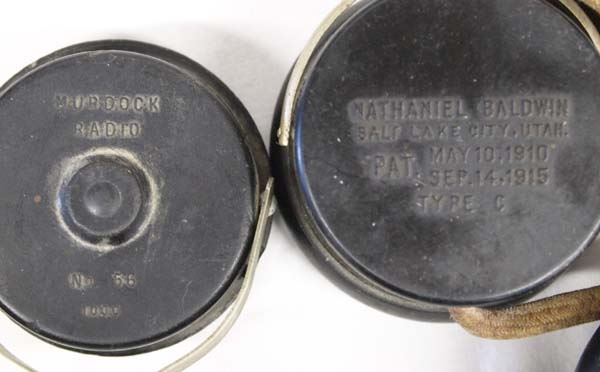 MURDOCK
RADIO
No 56
NATHANIEL BALDWIN
SALT LAKE CITY, UTAH.
PAT. MAY 10.1910
SEP. 14.1915
TYPE C